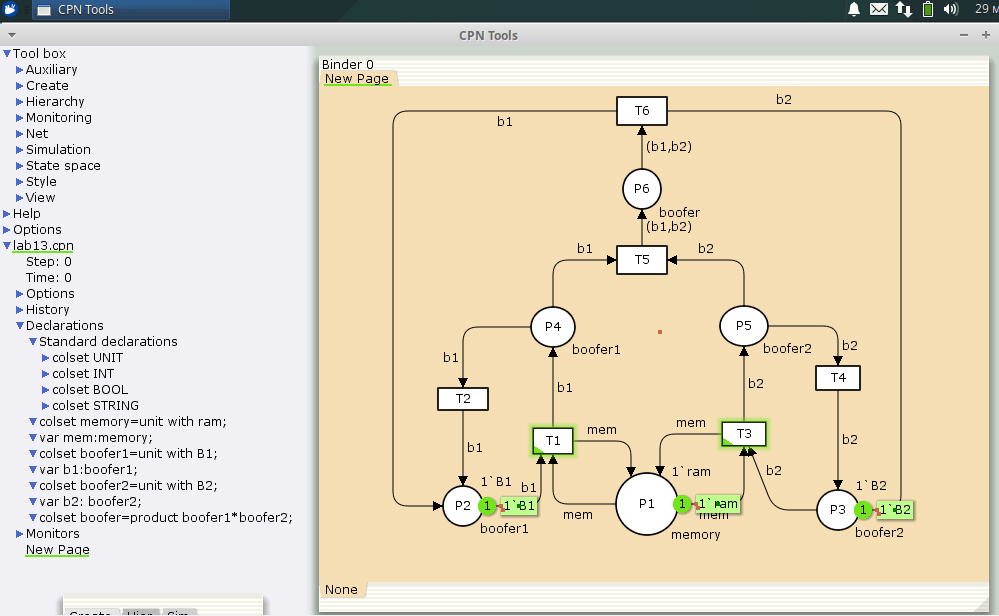 CPN Tools
29
CPN Tools
Tool box
Auxiliary
Create
Hierarchy
Monitoring
Net
Simulation
State space
Style
View
Help
Options
lab13.cpn
Step: 0
Time: 0
Options
History
Declarations
Standard declarations
colset UNIT
colset INT
colset BOOL
colset STRING
colset memory=unit with ram;
var mem:memory;
colset boofer1=unit with B1;
var b1:boofer1;
colset boofer2=unit with B2;
var b2: boofer2;
colset boofer=product boofer1*boofer2;
Monitors
New Page
Binder 0
New Page
b2
T6
b1
(b1,b2)
P6
boofer
(b1,b2)
b1
T5
b2
P4
boofer1
P5
boofer2
b1
b2
T4
b1
b2
T2
mem
mem
T1
T3
b1
b2
b2
1`ram
1`B1
b1
1`B2
P2
1
1`B1
P1
1
1`ram
P3
1
1`B2
boofer1
mem
mem
memory
boofer2
None